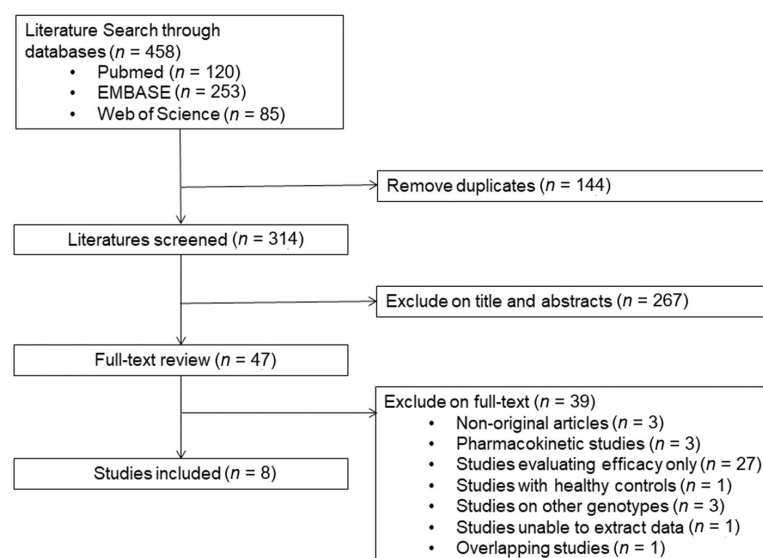 Literature Search through
databases (n = 458)
• Pubmed (n = 120)
• EMBASE (n = 253)
• Web of Science (n = 85)
Remove duplicates (n = 144)
Literatures screened (n = 314)
Exclude on title and abstracts (n = 267)
Full-text review (n = 47)
Exclude on full-text (n = 39)
• Non-original articles (n = 3)
• Pharmacokinetic studies (n = 3)
• Studies evaluating efficacy only (n = 27)
• Studies with healthy controls (n = 1)
• Studies on other genotypes (n = 3)
• Studies unable to extract data (n = 1)
• Overlapping studies (n = 1)
Studies included (n = 8)